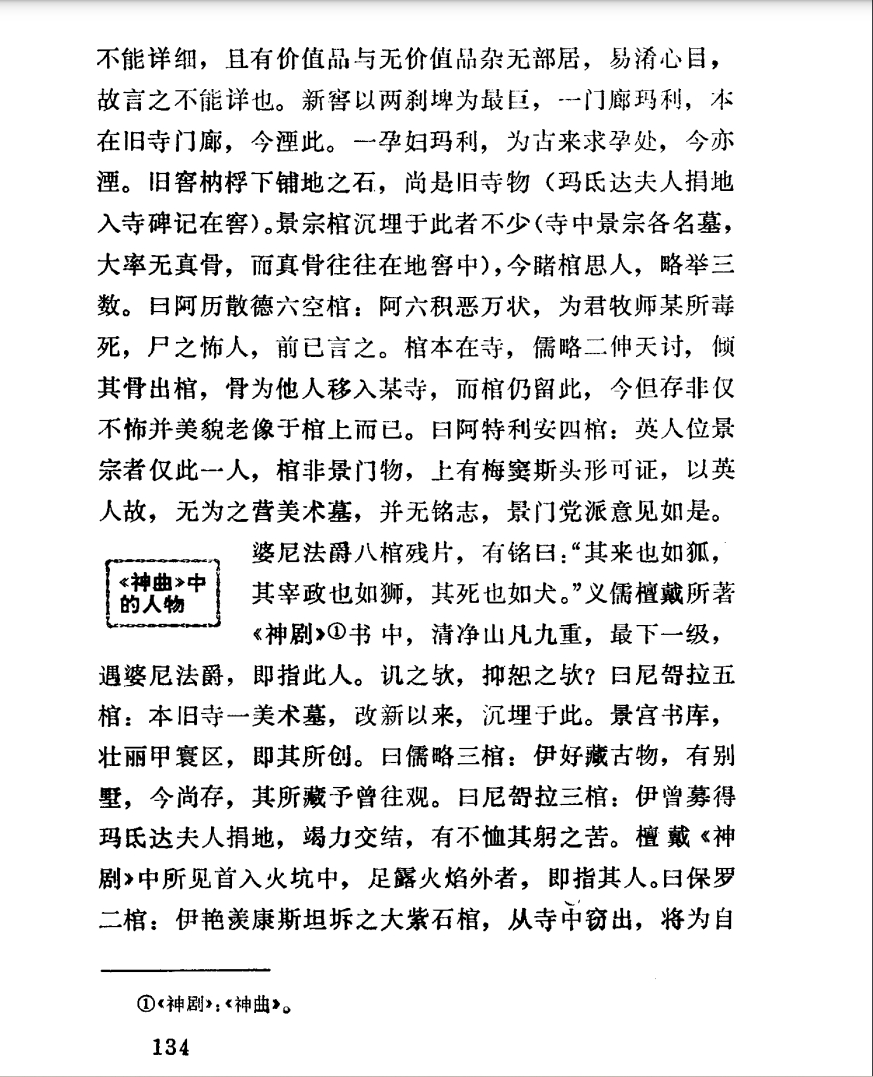 不能详细，且有价值品与无价值品杂无部居，易淆心目，
故言之不能详也。新窖以两刹埤为最巨，一门廊玛利，本
在旧寺门廊，今湮此。一孕妇玛利，为古来求孕处，今亦
湮。旧窖枘桴下铺地之石，尚是旧寺物（玛氐达夫人捐地
入寺碑记在窖）。景宗棺沉埋于此者不少（寺中景宗各名墓，
大率无真骨，而真骨往往在地窖中），今睹棺思人，略举三
数。曰阿历散德六空棺：阿六积恶万状，为君牧师某所毒
死，尸之怖人，前已言之。棺本在寺，儒略二伸天讨，倾
其骨出棺，骨为他人移入某寺，而棺仍留此，今但存非仅
不怖并美貌老像于棺上而已。曰阿特利安四棺：英人位景
宗者仅此一人，棺非景门物，上有梅窦斯头形可证，以英
人故，无为之营美术墓，并无铭志，景门党派意见如是。
《神曲》中
的人物
婆尼法爵八棺残片，有铭曰：“其来也如狐，
其宰政也如狮，其死也如犬。”义儒檀戴所著
《神剧》①书中，清净山凡九重，最下一级，
遇婆尼法爵，即指此人。讥之欤，抑恕之欤？曰尼哿拉五
棺：本旧寺一美术墓，改新以来，沉埋于此。景宫书库，
壮丽甲寰区，即其所创。曰儒略三棺：伊好藏古物，有别
墅，今尚存，其所藏予曾往观。曰尼哿拉三棺：伊曾募得
玛氐达夫人捐地，竭力交结，有不恤其躬之苦。檀戴《神
剧》中所见首入火坑中，足露火焰外者，即指其人。曰保罗
二棺：伊艳羡康斯坦坼之大紫石棺，从寺中窃出，将为自
①《神剧》：《神曲》。
134